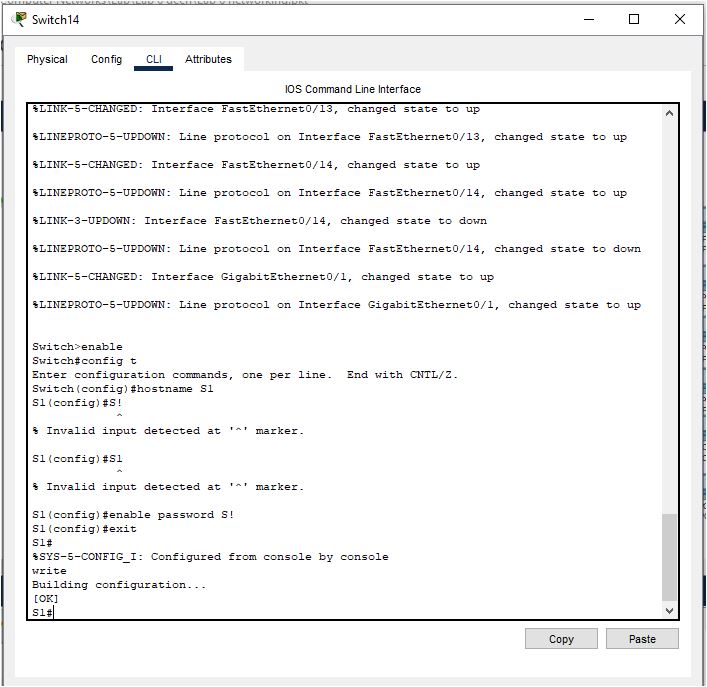 Switch14
Physical Config CLI Attributes
IOS Command Line Interface
%LINK-5-CHANGED: Interface FastEthernet0/13, changed state to up
%LINEPROTO-5-UPDOWN: Line protocol on Interface FastEthernet0/13, changed state to up
%LINK-5-CHANGED: Interface FastEthernet0/14, changed state to up
%LINEPROTO-5-UPDOWN: Line protocol on Interface FastEthernet0/14, changed state to up
%LINK-3-UPDOWN: Interface FastEthernet0/14, changed state to down
%LINEPROTO-5-UPDOWN: Line protocol on Interface FastEthernet0/14, changed state to down
%LINK-5-CHANGED: Interface GigabitEthernet0/1, changed state to up
%LINEPROTO-5-UPDOWN: Line protocol on Interface GigabitEthernet0/1, changed state to up
Switch>enable
Switch#config t
Enter configuration commands, one per line. End with CNTL/Z.
Switch(config)#hostname S1
S1(config)#S!
^
% Invalid input detected at '^' marker.
S1(config)#S1
^
% Invalid input detected at '^' marker.
S1(config)#enable password S!
S1(config)#exit
S1#
%SYS-5-CONFIG_I: Configured from console by console
write
Building configuration...
[OK]
S1#
Copy Paste